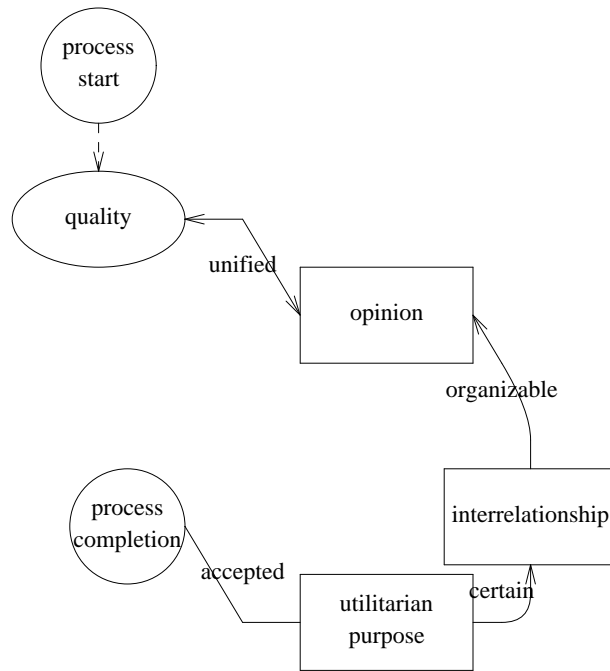 process
start
quality
unified
opinion
organizable
process
completion
interrelationship
accepted
certain
utilitarian
purpose